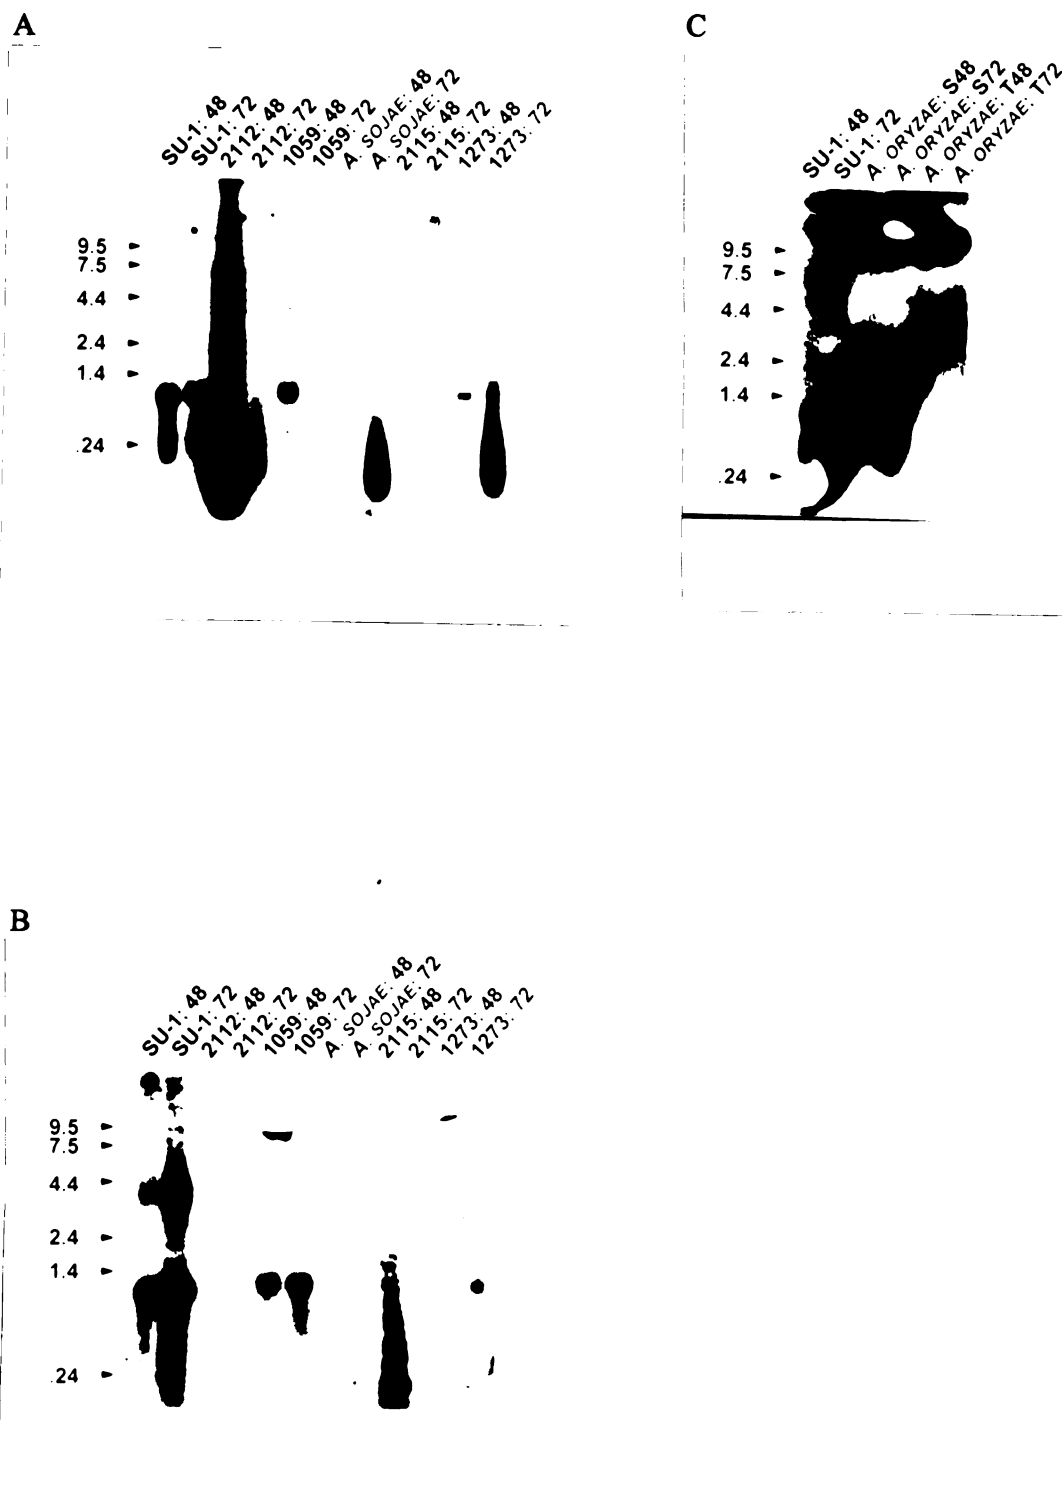 A
SU-1: 48
SU-1: 72
2112: 48
2112: 72
1059: 48
1059: 72
A. SOJAE: 48
A. SOJAE: 72
2115: 48
2115: 72
1273: 48
1273: 72
9.5
7.5
4.4
2.4
1.4
.24
C
SU-1: 48
SU-1: 72
A. ORYZAE: S48
A. ORYZAE: S72
A. ORYZAE: T48
A. ORYZAE: T72
9.5
7.5
4.4
2.4
1.4
.24
B
SU-1: 48
SU-1: 72
2112: 48
2112: 72
1059: 48
1059: 72
A. SOJAE: 48
A. SOJAE: 72
2115: 48
2115: 72
1273: 48
1273: 72
9.5
7.5
4.4
2.4
1.4
.24